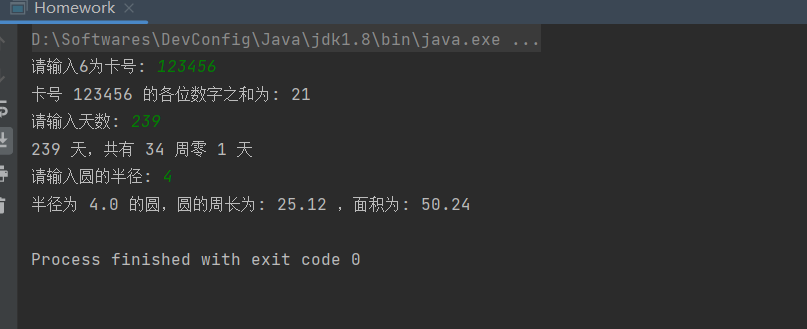 Homework
D:\Softwares\DevConfig\Java\jdk1.8\bin\java.exe ...
请输入6为卡号: 123456
卡号 123456 的各位数字之和为: 21
请输入天数: 239
239 天，共有 34 周零 1 天
请输入圆的半径: 4
半径为 4.0 的圆，圆的周长为: 25.12 ，面积为: 50.24
Process finished with exit code 0